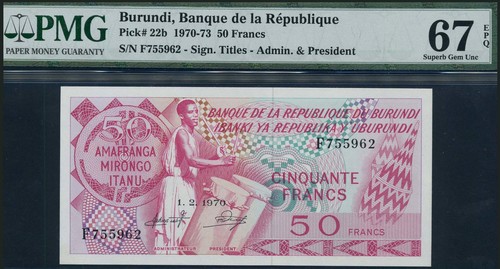 PMG
PAPER MONEY GUARANTY
Burundi, Banque de la République
Pick# 22b 1970-73 50 Francs
S/N F755962 - Sign. Titles - Admin. & President
67 EPQ
Superb Gem Unc
BANQUE DE LA REPUBLIQUE DU BURUNDI
IBANKI YA REPUBLIKA Y'UBURUNDI
F755962
50
AMAFRANGA
MIRONGO
ITANU
CINQUANTE
FRANCS
1.2.1970
F755962
ADMINISTRATEUR PRESIDENT
50 FRANCS